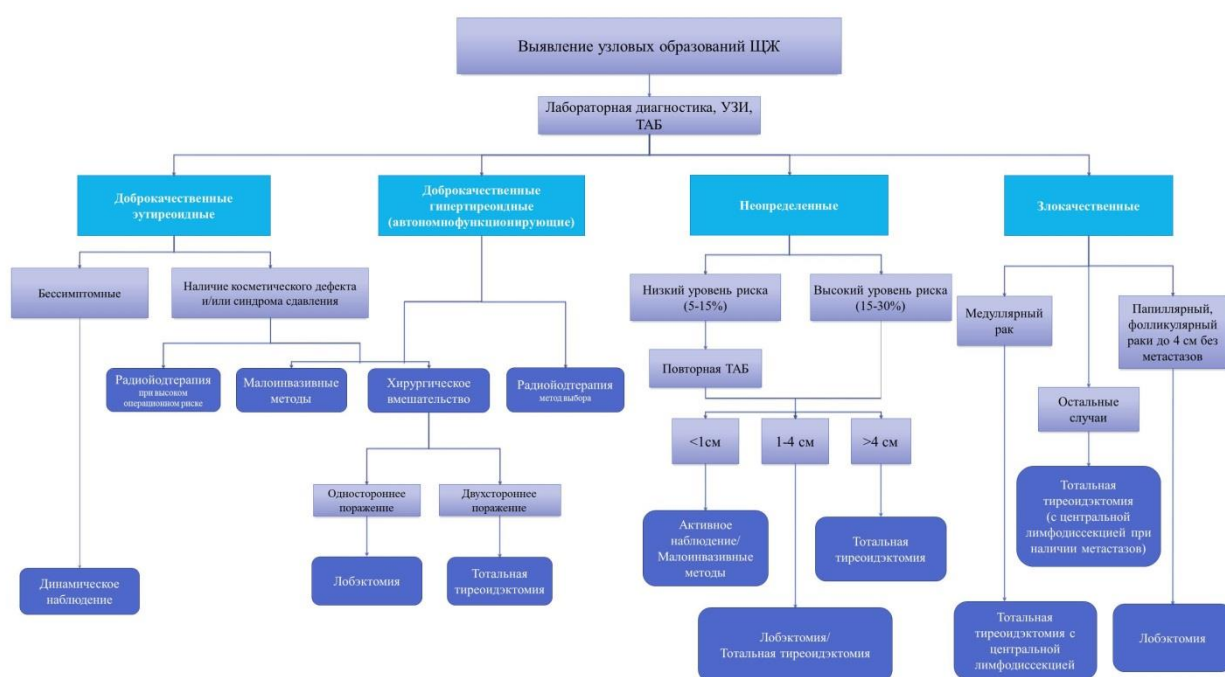 Выявление узловых образований ЩЖ
Лабораторная диагностика, УЗИ,
ТАБ
Доброкачественные
эутиреоидные
Доброкачественные
гипертиреоидные
(автономнофункционирующие)
Неопределенные
Злокачественные
Бессимптомные
Наличие косметического дефекта
и/или синдрома сдавления
Низкий уровень риска
(5-15%)
Высокий уровень риска
(15-30%)
Медуллярный
рак
Папиллярный,
фолликулярный
раки до 4 см без
метастазов
Радиойодтерапия
при высоком
операционном риске
Малоинвазивные
методы
Хирургическое
вмешательство
Радиойодтерапия
метод выбора
Повторная ТАБ
Остальные
случаи
<1см
1-4 см
>4 см
Одностороннее
поражение
Двухстороннее
поражение
Тотальная
тиреоидэктомия
(с центральной
лимфодиссекцией при
наличии метастазов)
Активное
наблюдение/
Малоинвазивные
методы
Тотальная
тиреоидэктомия
Динамическое
наблюдение
Лобэктомия
Тотальная
тиреоидэктомия
Лобэктомия/
Тотальная тиреоидэктомия
Тотальная
тиреоидэктомия с
центральной
лимфодиссекцией
Лобэктомия